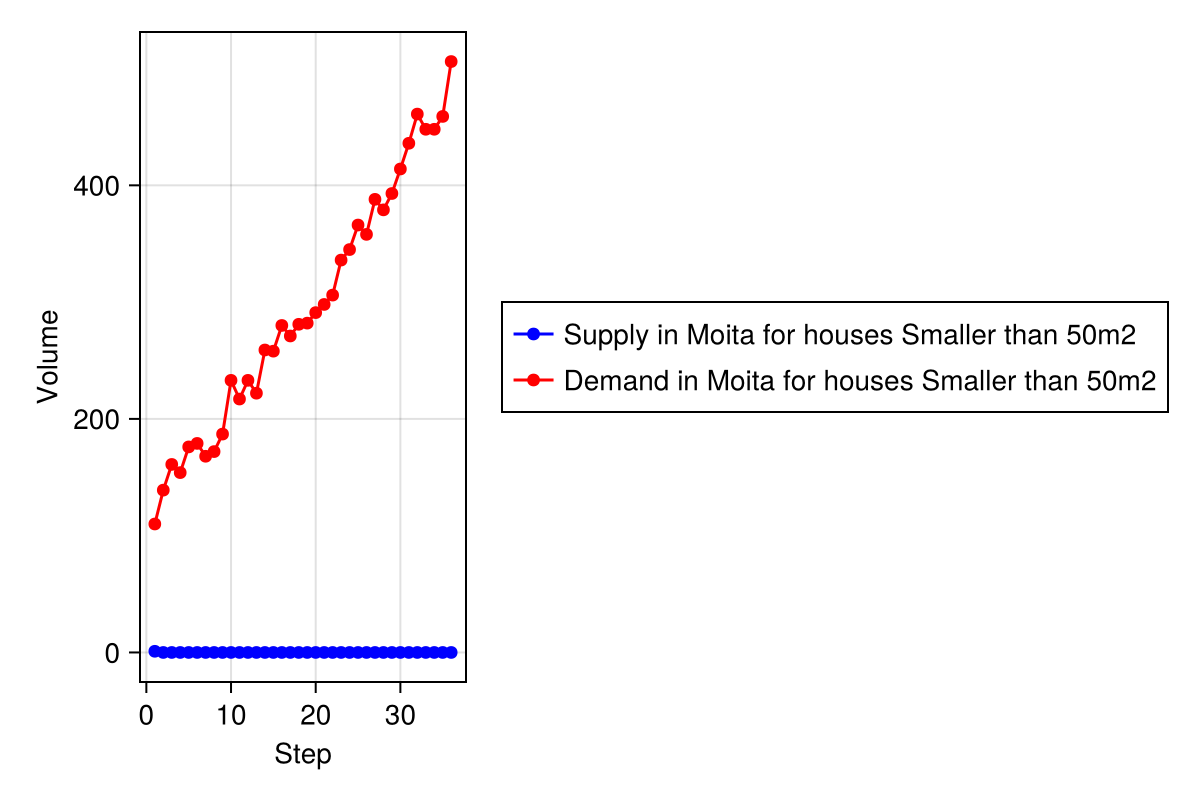 Volume
400
200
0
0 10 20 30
Step
Supply in Moita for houses Smaller than 50m2
Demand in Moita for houses Smaller than 50m2